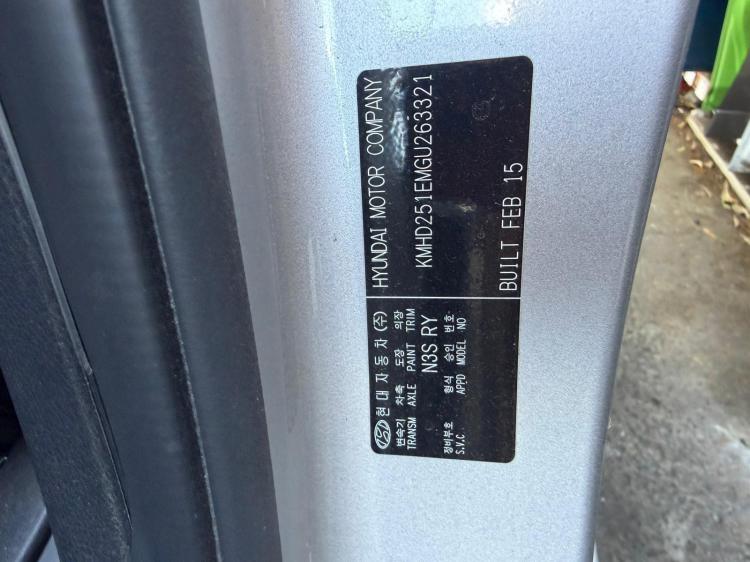 현대자동차(주) HYUNDAI MOTOR COMPANY
변속기 차축 도장 의장
TRANSM AXLE PAINT TRIM
KMHD251EMGU263321
N3S RY
정비부호 형식 승인 번호
S.V.C. APPD MODEL NO
BUILT FEB 15